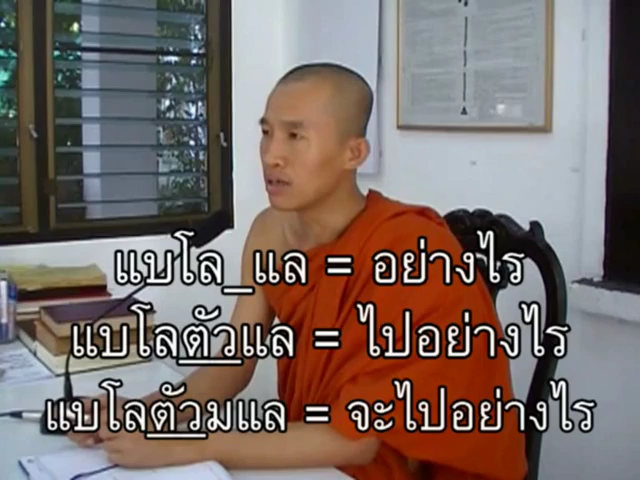 แบโล_แล = อย่างไร
แบโลตัวแล = ไปอย่างไร
แบโลตัวมแล = จะไปอย่างไร